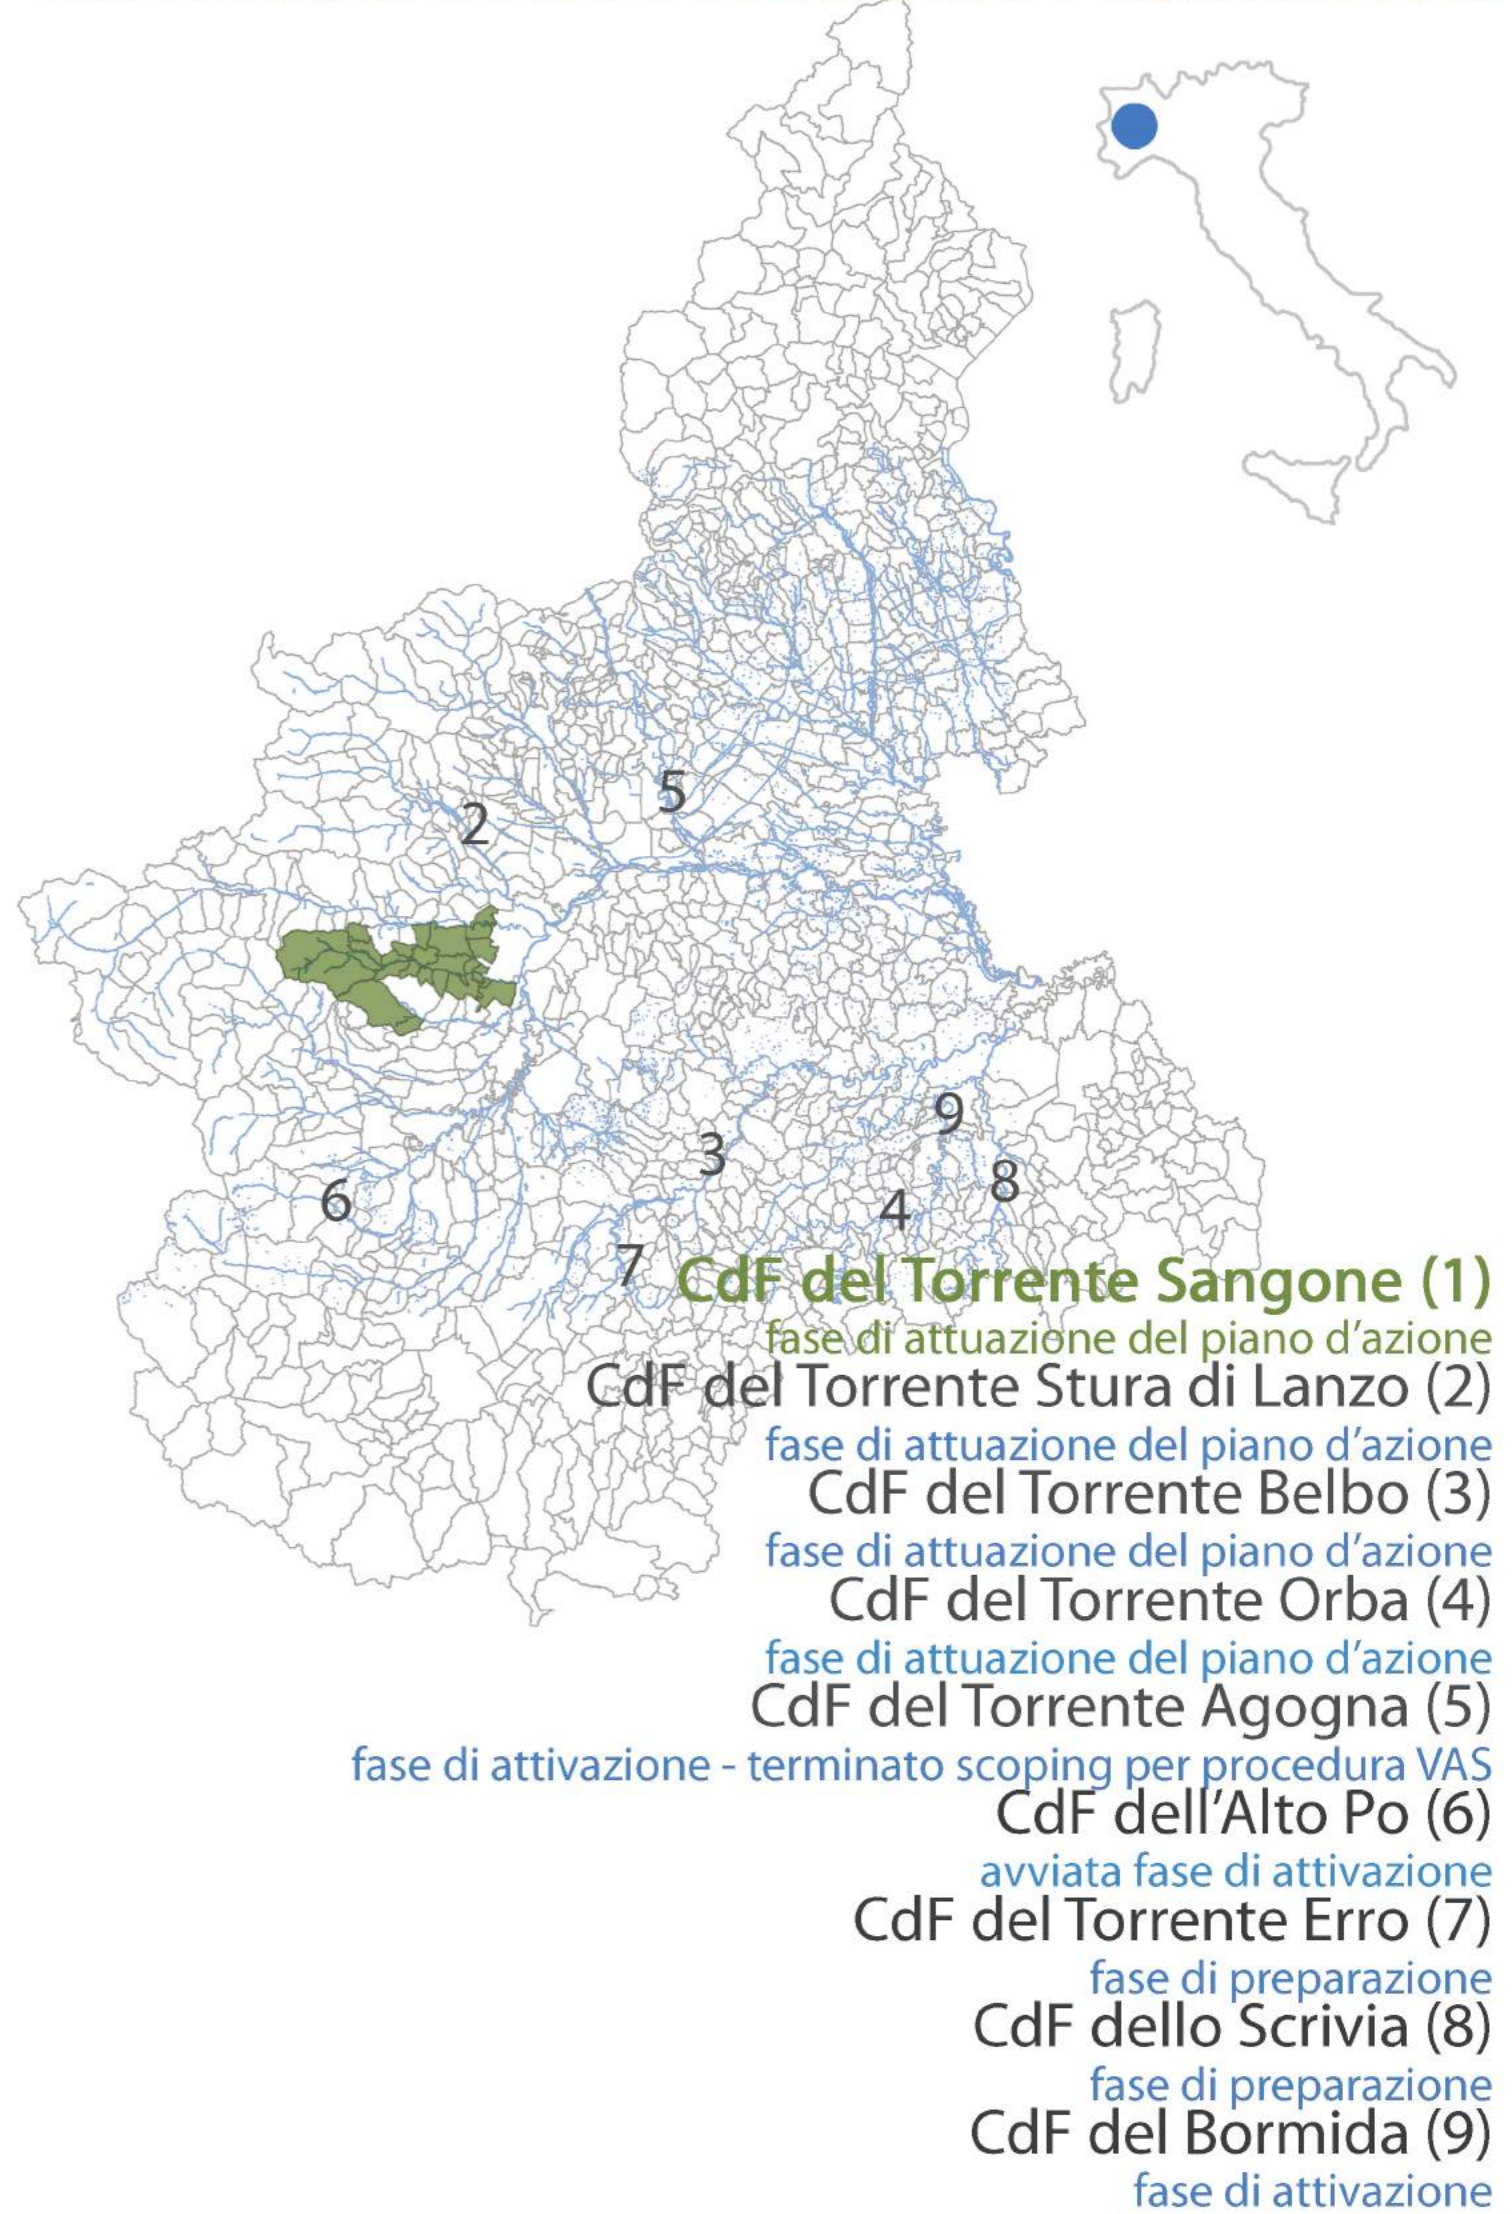 2
5
9
3
8
6
4
7
CdF del Torrente Sangone (1)
fase di attuazione del piano d'azione
CdF del Torrente Stura di Lanzo (2)
fase di attuazione del piano d'azione
CdF del Torrente Belbo (3)
fase di attuazione del piano d'azione
CdF del Torrente Orba (4)
fase di attuazione del piano d'azione
CdF del Torrente Agogna (5)
fase di attivazione - terminato scoping per procedura VAS
CdF dell'Alto Po (6)
avviata fase di attivazione
CdF del Torrente Erro (7)
fase di preparazione
CdF dello Scrivia (8)
fase di preparazione
CdF del Bormida (9)
fase di attivazione